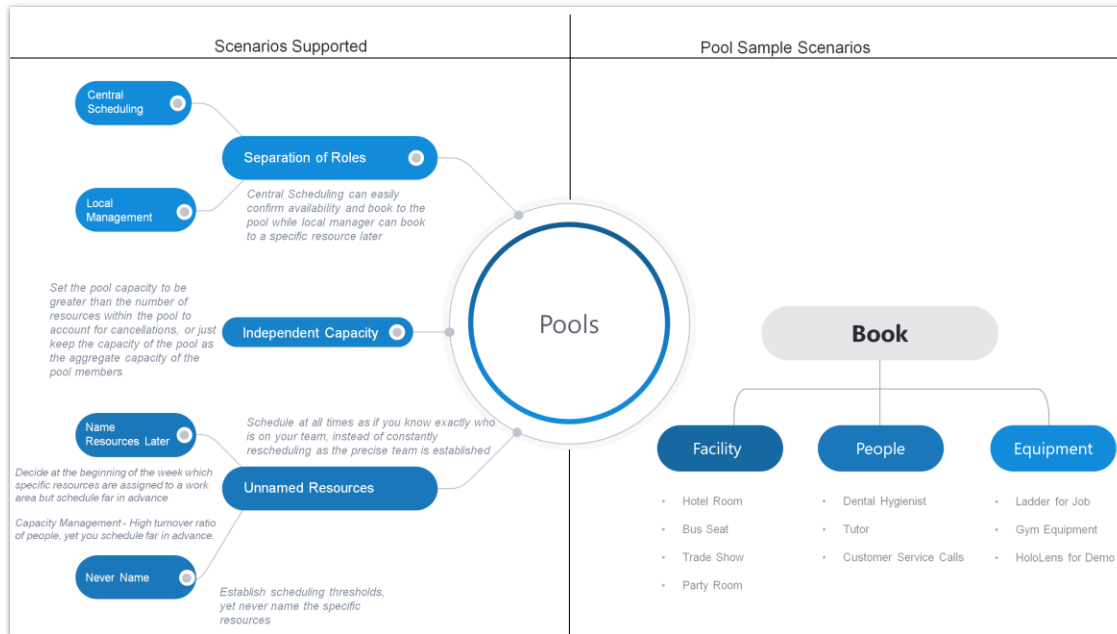 Scenarios Supported
Central
Scheduling
Separation of Roles
Local
Management
Central Scheduling can easily
confirm availability and book to the
pool while local manager can book
to a specific resource later
Set the pool capacity to be
greater than the number of
resources within the pool to
account for cancellations, or just
keep the capacity of the pool as
the aggregate capacity of the
pool members
Independent Capacity
Name
Resources Later
Schedule at all times as if you know exactly who
is on your team, instead of constantly
rescheduling as the precise team is established
Decide at the beginning of the week which
specific resources are assigned to a work
area but schedule far in advance
Unnamed Resources
Capacity Management - High turnover ratio
of people, yet you schedule far in advance.
Never Name
Establish scheduling thresholds,
yet never name the specific
resources
Pools
Pool Sample Scenarios
Book
Facility
• Hotel Room
• Bus Seat
• Trade Show
• Party Room
People
• Dental Hygienist
• Tutor
• Customer Service Calls
Equipment
• Ladder for Job
• Gym Equipment
• HoloLens for Demo